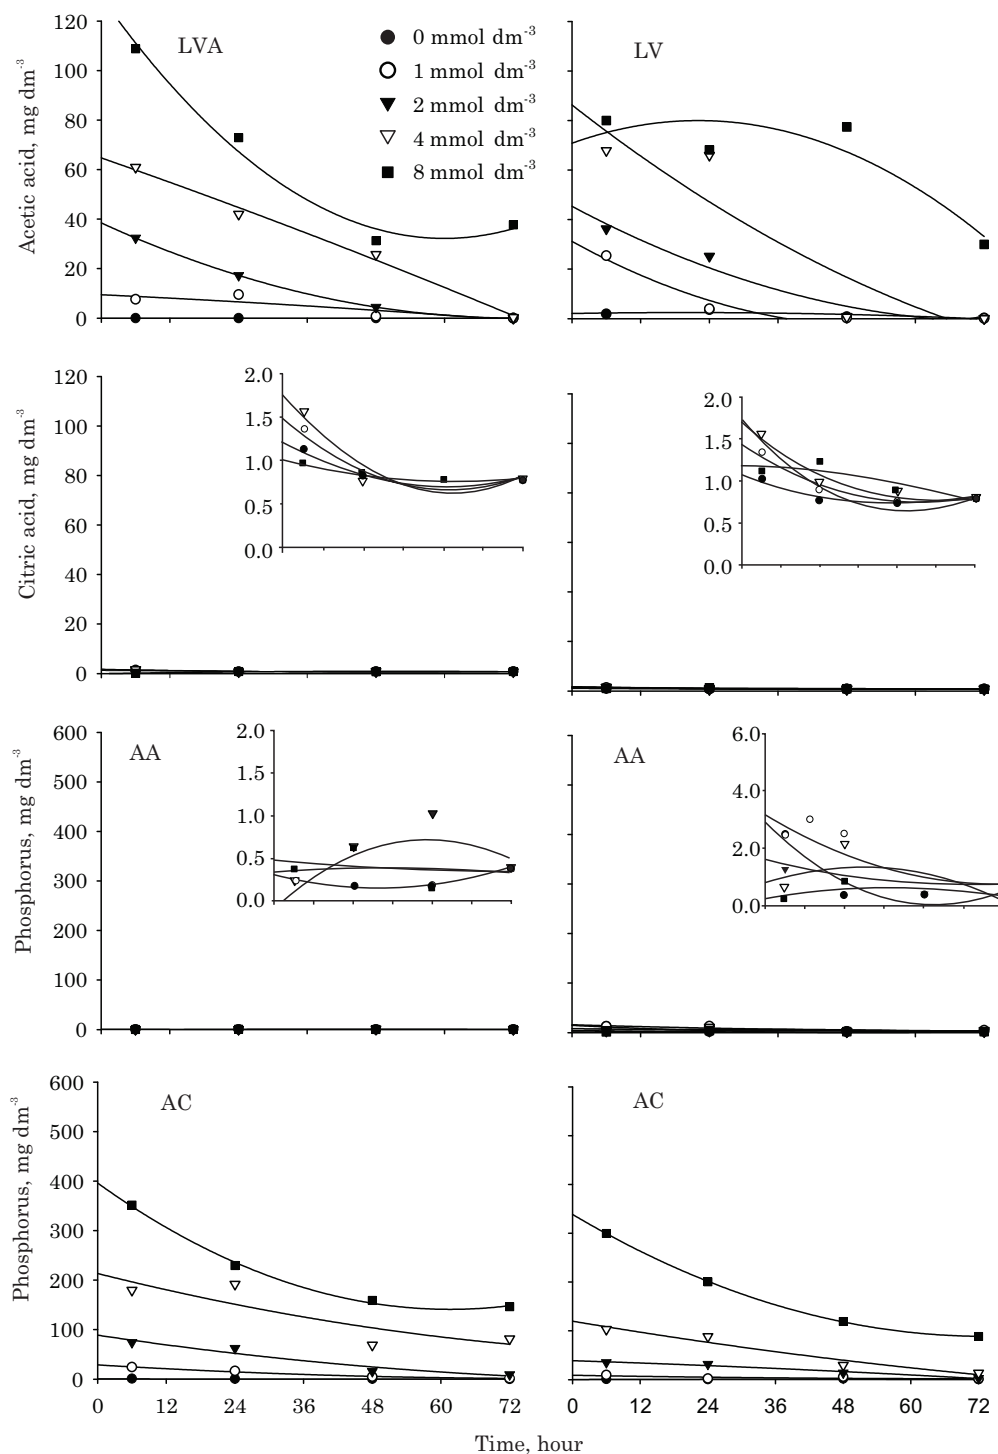 LVA
LV
0 mmol dm-3
1 mmol dm-3
2 mmol dm-3
4 mmol dm-3
8 mmol dm-3
Acetic acid, mg dm-3
120
100
80
60
40
20
0
Citric acid, mg dm-3
120
100
80
60
40
20
0
2.0
1.5
1.0
0.5
0.0
2.0
1.5
1.0
0.5
0.0
Phosphorus, mg dm-3
600
500
400
300
200
100
0
AA
2.0
1.5
1.0
0.5
0.0
AA
6.0
4.0
2.0
0.0
Phosphorus, mg dm-3
600
500
400
300
200
100
0
AC
AC
0 24 36 48 60 72
0 12 24 36 48 60 72
Time, hour